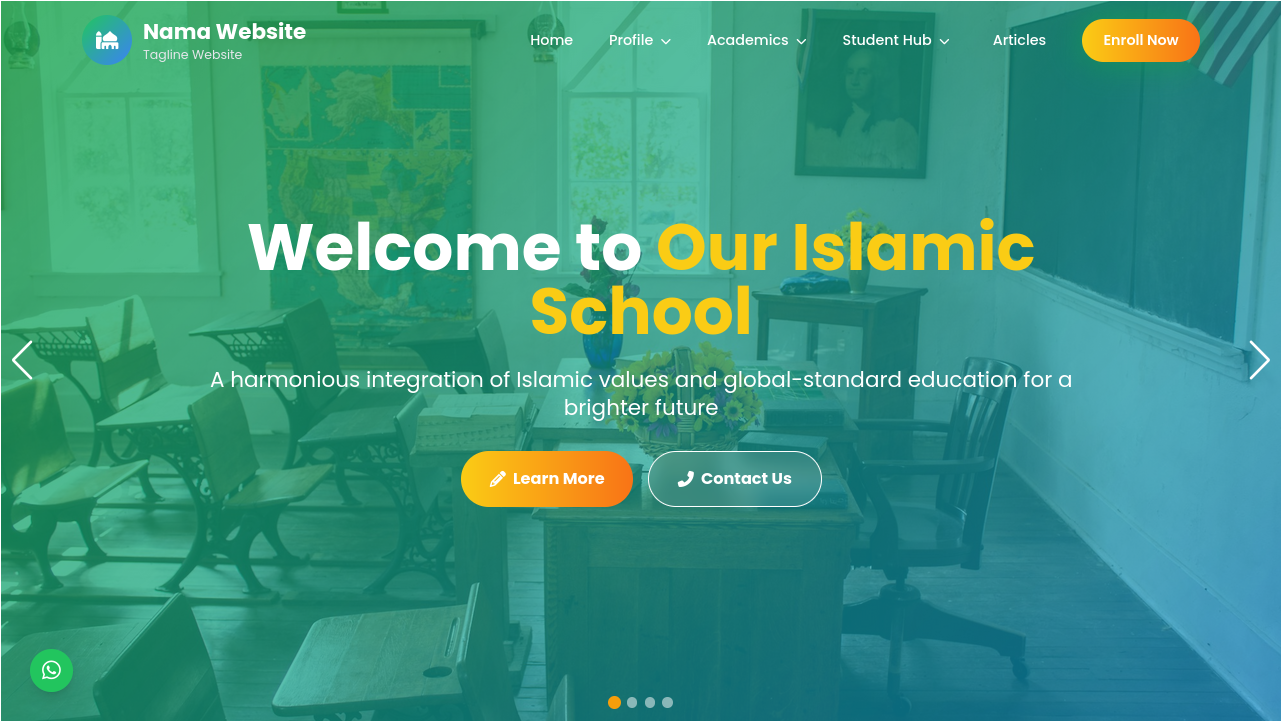 Nama Website
Tagline Website
Home
Profile
Academics
Student Hub
Articles
Enroll Now
Welcome to Our Islamic
School
A harmonious integration of Islamic values and global-standard education for a
brighter future
Learn More
Contact Us